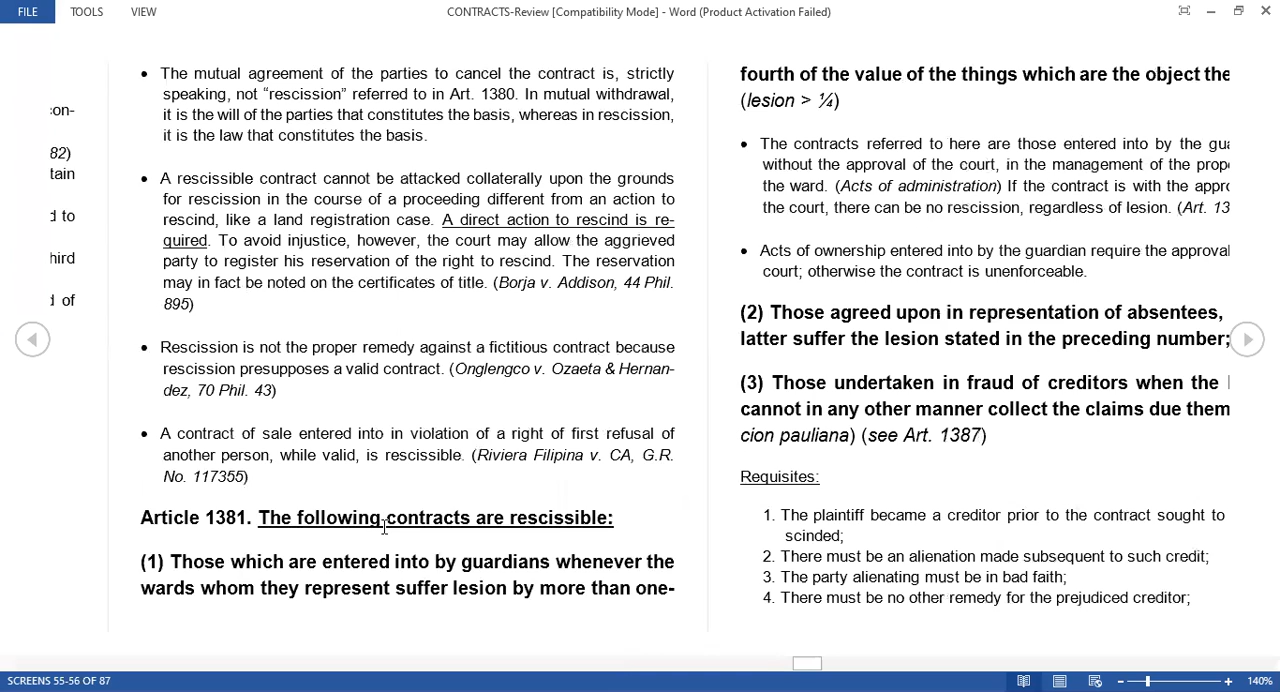 FILE TOOLS VIEW CONTRACTS-Review [Compatibility Mode] - Word (Product Activation Failed)
con-
82)
tain
d to
hird
d of
• The mutual agreement of the parties to cancel the contract is, strictly
speaking, not “rescission” referred to in Art. 1380. In mutual withdrawal,
it is the will of the parties that constitutes the basis, whereas in rescission,
it is the law that constitutes the basis.
• A rescissible contract cannot be attacked collaterally upon the grounds
for rescission in the course of a proceeding different from an action to
rescind, like a land registration case. A direct action to rescind is re-
quired. To avoid injustice, however, the court may allow the aggrieved
party to register his reservation of the right to rescind. The reservation
may in fact be noted on the certificates of title. (Borja v. Addison, 44 Phil.
895)
• Rescission is not the proper remedy against a fictitious contract because
rescission presupposes a valid contract. (Onglengco v. Ozaeta & Hernan-
dez, 70 Phil. 43)
• A contract of sale entered into in violation of a right of first refusal of
another person, while valid, is rescissible. (Riviera Filipina v. CA, G.R.
No. 117355)
Article 1381. The following contracts are rescissible:
(1) Those which are entered into by guardians whenever the
wards whom they represent suffer lesion by more than one-
fourth of the value of the things which are the object the
(lesion > ¼)
• The contracts referred to here are those entered into by the gua
without the approval of the court, in the management of the prop
the ward. (Acts of administration) If the contract is with the appro
the court, there can be no rescission, regardless of lesion. (Art. 13
• Acts of ownership entered into by the guardian require the approval
court; otherwise the contract is unenforceable.
(2) Those agreed upon in representation of absentees,
latter suffer the lesion stated in the preceding number;
(3) Those undertaken in fraud of creditors when the
cannot in any other manner collect the claims due them
cion pauliana) (see Art. 1387)
Requisites:
1. The plaintiff became a creditor prior to the contract sought to
scinded;
2. There must be an alienation made subsequent to such credit;
3. The party alienating must be in bad faith;
4. There must be no other remedy for the prejudiced creditor;
SCREENS 55-56 OF 87 140%